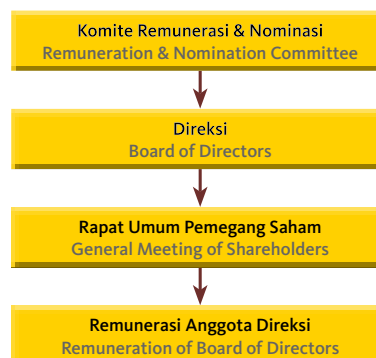 Komite Remunerasi & Nominasi
Remuneration & Nomination Committee
Direksi
Board of Directors
Rapat Umum Pemegang Saham
General Meeting of Shareholders
Remunerasi Anggota Direksi
Remuneration of Board of Directors